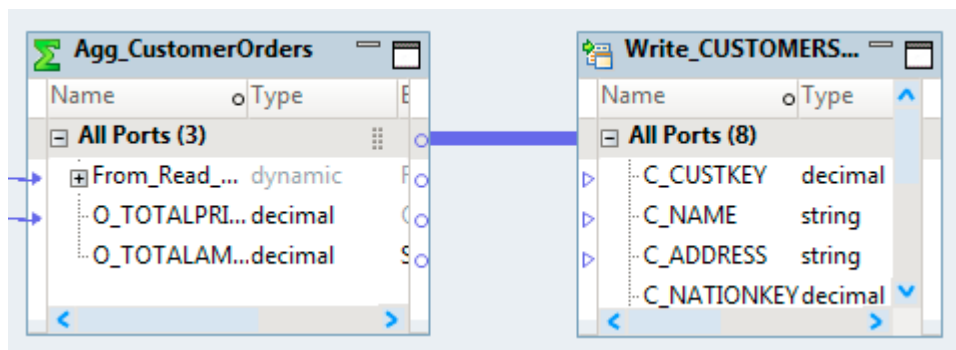 Agg_CustomerOrders
Name Type E
All Ports (3)
From_Read_... dynamic F
O_TOTALPRI... decimal
O_TOTALAM...decimal S
Write_CUSTOMERS...
Name Type
All Ports (8)
C_CUSTKEY decimal
C_NAME string
C_ADDRESS string
C_NATIONKEY decimal